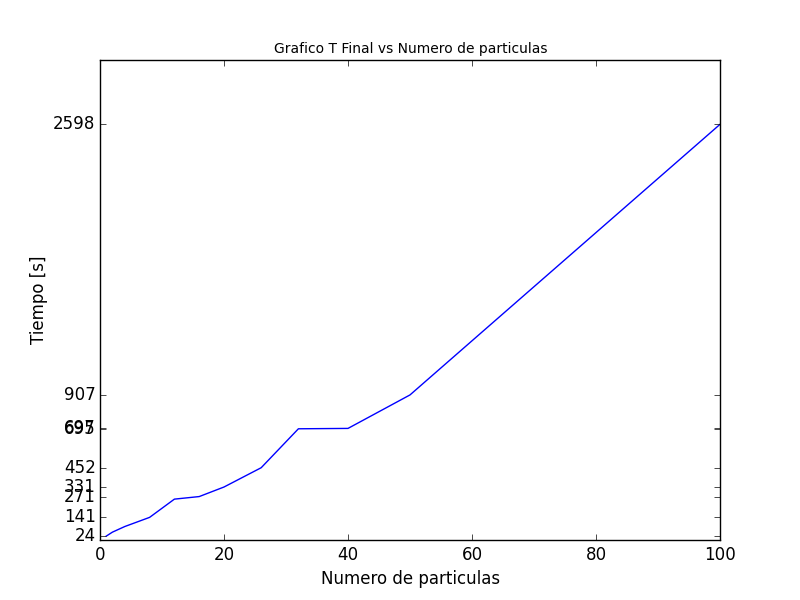 Grafico T Final vs Numero de particulas
2598
Tiempo [s]
907
452
331
271
141
24
0 20 40 60 80 100
Numero de particulas